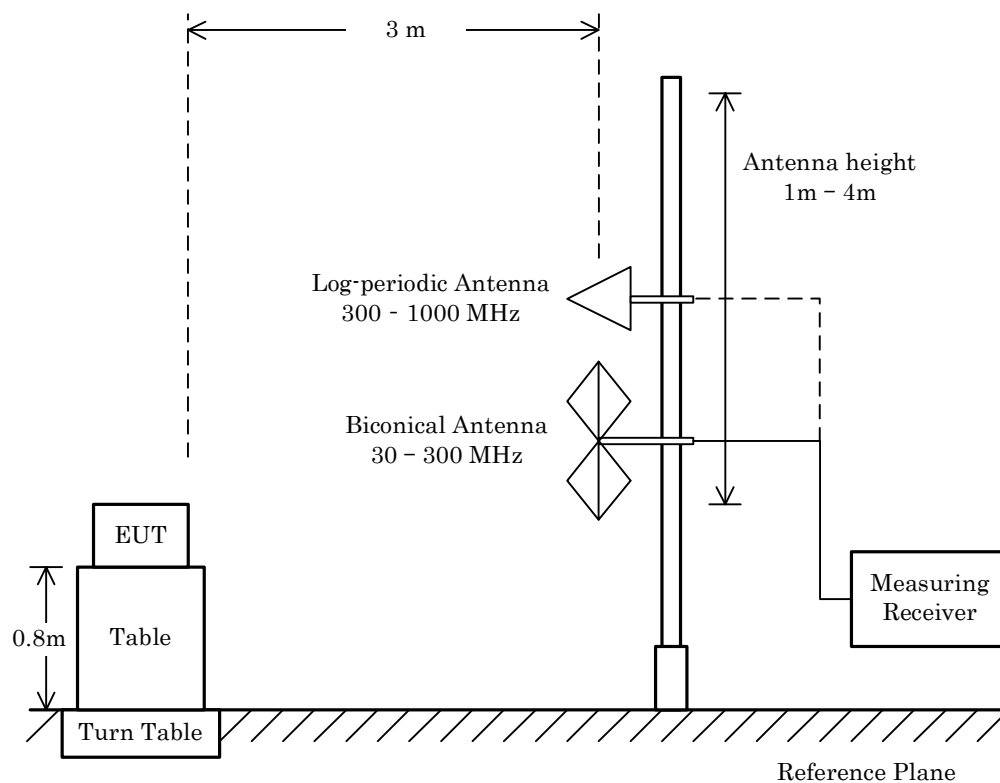 3 m
Antenna height
1m – 4m
Log-periodic Antenna
300 - 1000 MHz
Biconical Antenna
30 – 300 MHz
EUT
Measuring
Receiver
0.8m
Table
Turn Table
Reference Plane